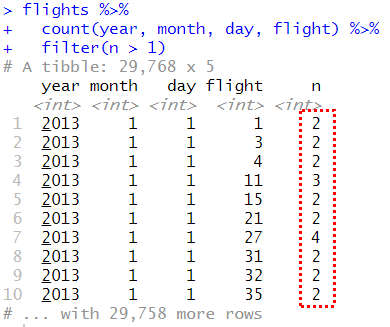 > flights %>%
+   count(year, month, day, flight) %>%
+   filter(n > 1)
# A tibble: 29,768 x 5
    year month   day flight     n
   <int> <int> <int>  <int> <int>
 1  2013     1     1      1     2
 2  2013     1     1      3     2
 3  2013     1     1      4     2
 4  2013     1     1     11     3
 5  2013     1     1     15     2
 6  2013     1     1     21     2
 7  2013     1     1     27     4
 8  2013     1     1     31     2
 9  2013     1     1     32     2
10  2013     1     1     35     2
# ... with 29,758 more rows